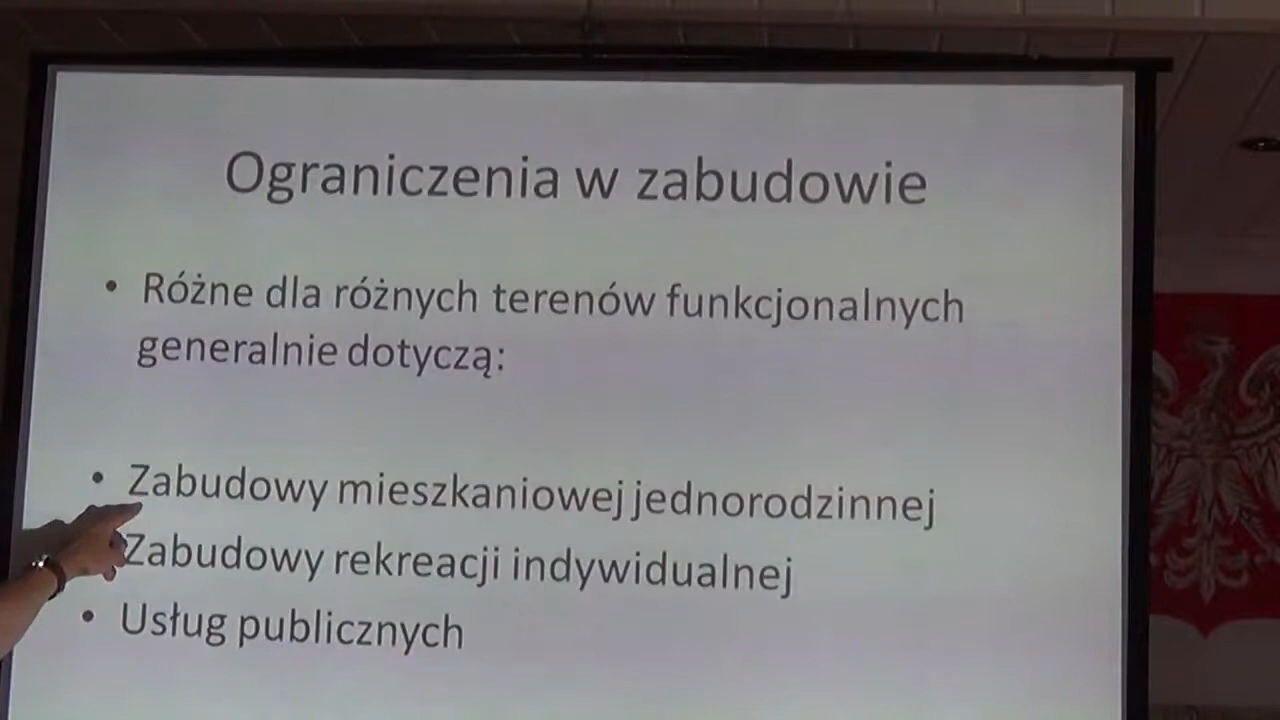 Ograniczenia w zabudowie
• Różne dla różnych terenów funkcjonalnych
generalnie dotyczą:
• Zabudowy mieszkaniowej jednorodzinnej
Zabudowy rekreacji indywidualnej
• Usług publicznych